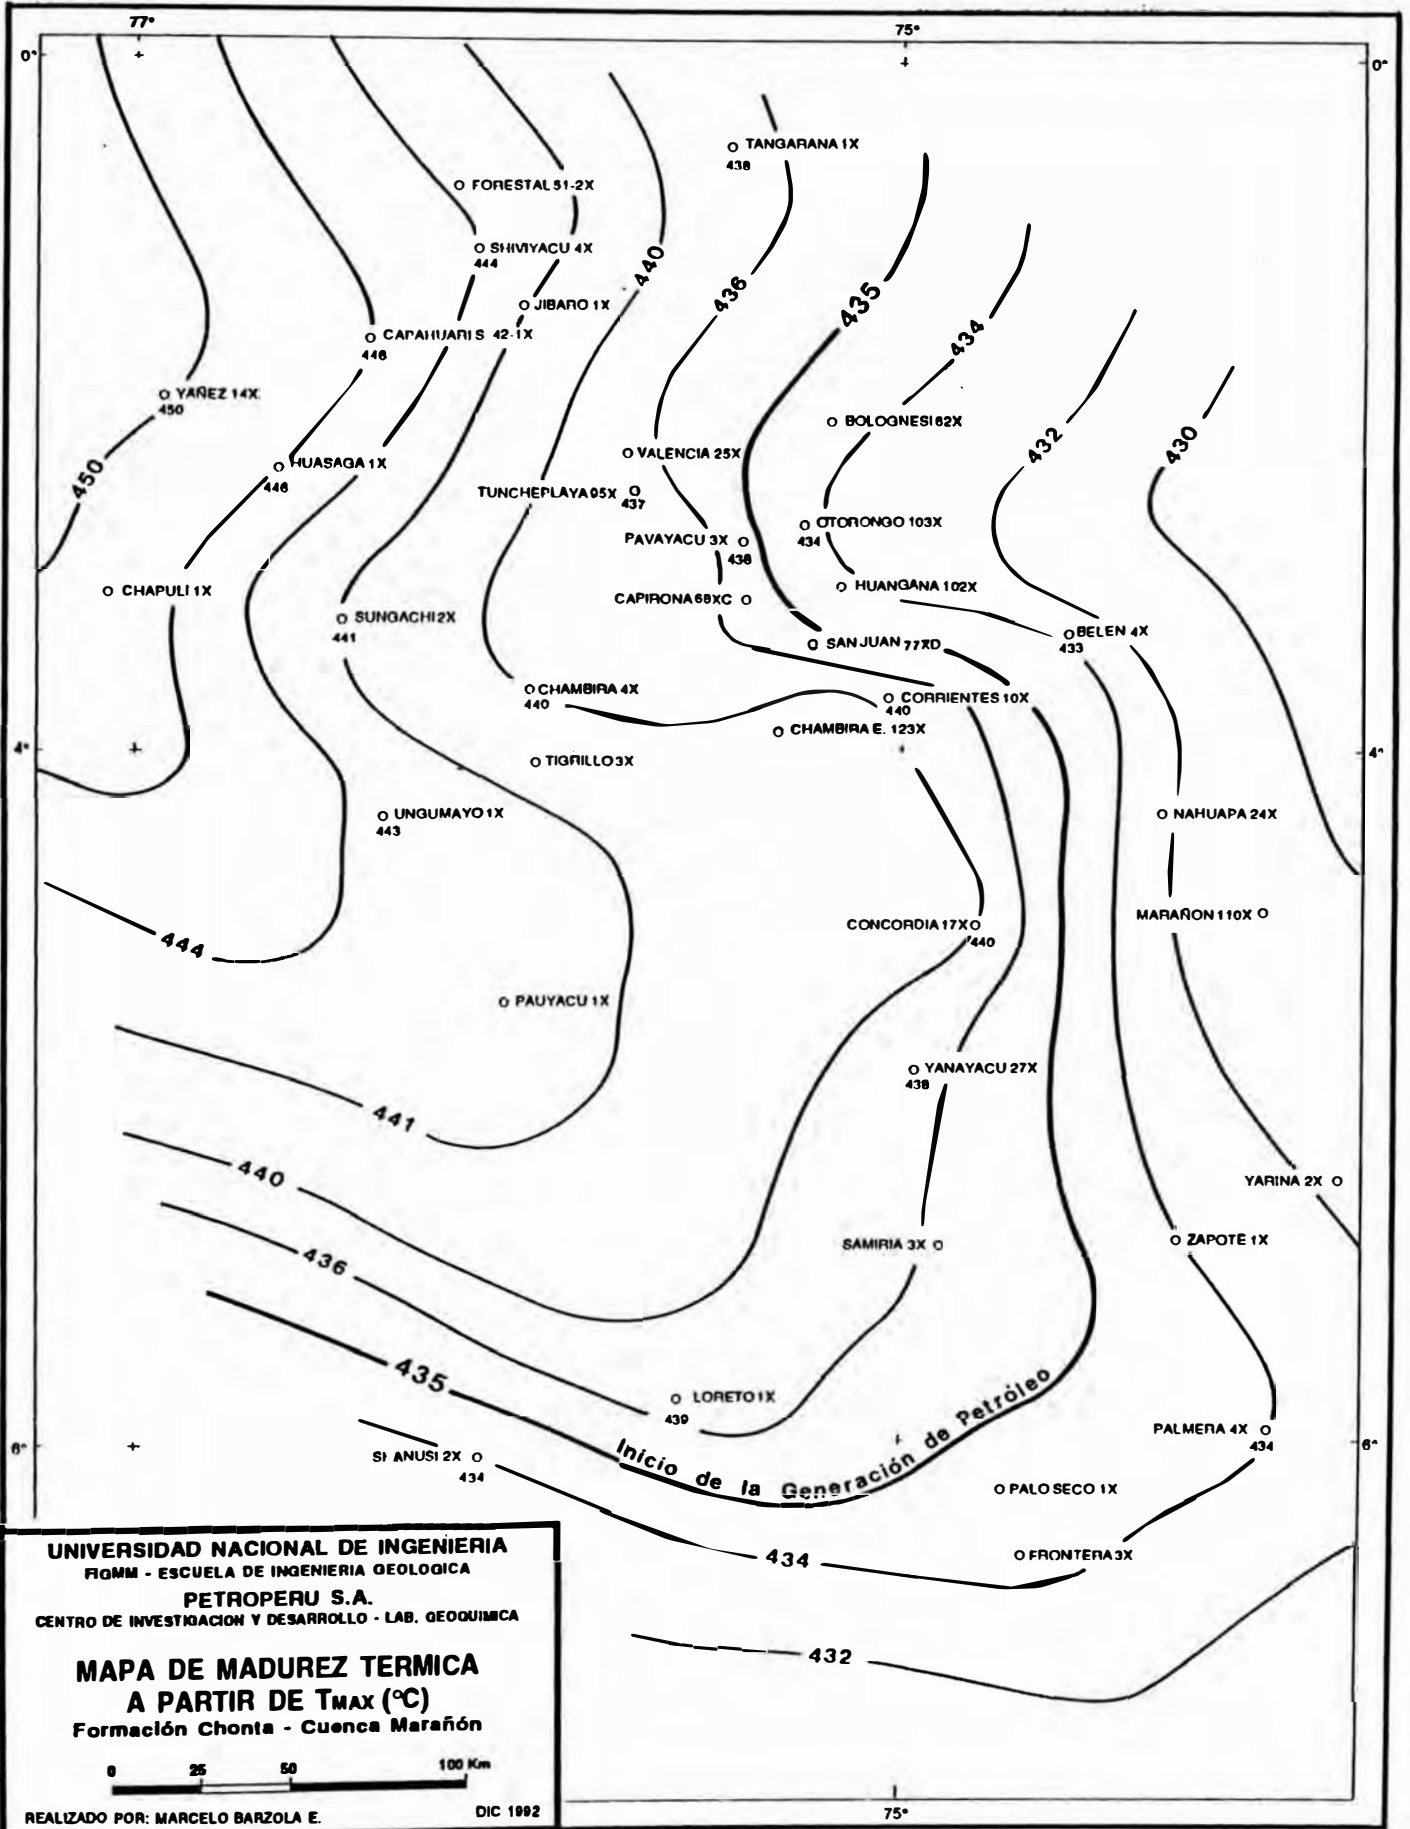 77°
75°
0°
0°
TANGARANA 1X
438
FORESTAL 51-2X
SHIVIYACU 4X
444
440
JIBARO 1X
436
435
434
CAPAHUARI S 42-1X
446
YAÑEZ 14X
450
BOLOGNESI 62X
432
430
VALENCIA 25X
HUASAGA 1X
446
450
TUNCHEPLAYA 95X
437
OTORONGO 103X
434
PAVAYACU 3X
438
CHAPULI 1X
CAPIRONA 68XC
HUANGANA 102X
SUNGACHI 2X
441
BELEN 4X
433
SAN JUAN 77XD
CHAMBIRA 4X
440
CORRIENTES 10X
440
CHAMBIRA E. 123X
4°
4°
TIGRILLO 3X
UNGUMAYO 1X
443
NAHUAPA 24X
MARAÑON 110X
CONCORDIA 17X
440
444
PAUYACU 1X
YANAYACU 27X
438
441
440
YARINA 2X
SAMIRIA 3X
ZAPOTE 1X
436
435
LORETO 1X
439
PALMERA 4X
434
6°
6°
SHANUSI 2X
434
Inicio de la Generación de Petróleo
PALO SECO 1X
434
FRONTERA 3X
432
UNIVERSIDAD NACIONAL DE INGENIERIA
FIGMM - ESCUELA DE INGENIERIA GEOLOGICA
PETROPERU S.A.
CENTRO DE INVESTIGACION Y DESARROLLO - LAB. GEOQUIMICA
MAPA DE MADUREZ TERMICA
A PARTIR DE TMAX (°C)
Formación Chonta - Cuenca Marañón
0 25 50 100 Km
REALIZADO POR: MARCELO BARZOLA E. DIC 1992
75°